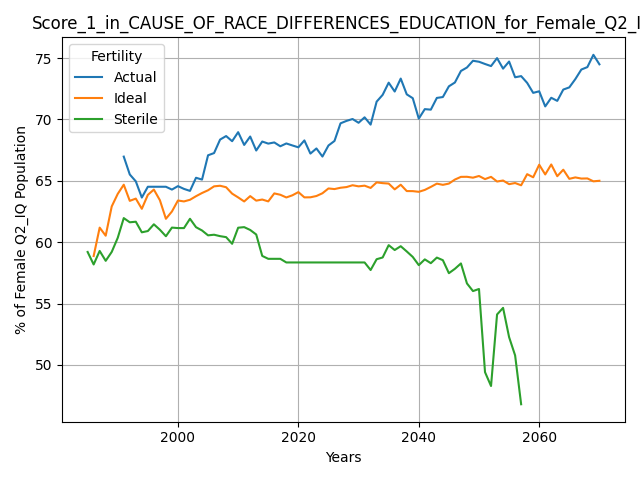 Score_1_in_CAUSE_OF_RACE_DIFFERENCES_EDUCATION_for_Female_Q2_I
Fertility
Actual
Ideal
Sterile
% of Female Q2_IQ Population
75
70
65
60
55
50
2000 2020 2040 2060
Years